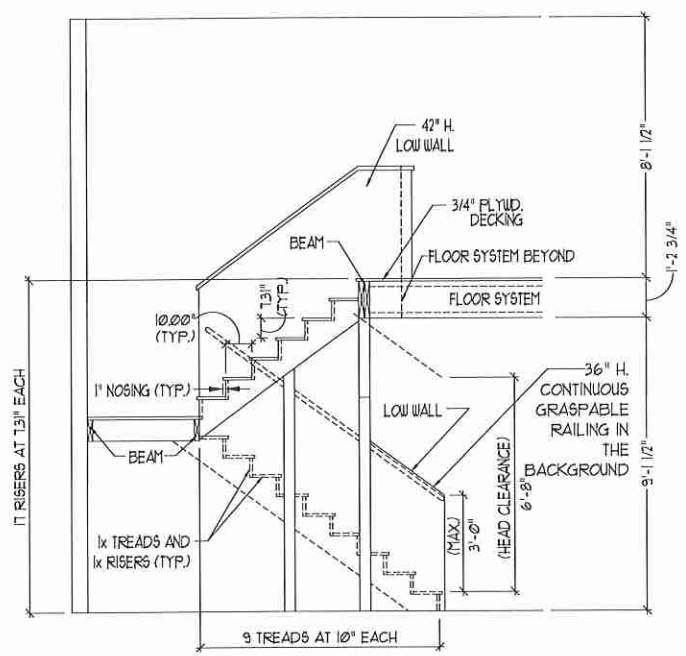 42" H.
LOW WALL
8'-1 1/2"
3/4" PLYWD.
DECKING
BEAM
FLOOR SYSTEM BEYOND
1'-2 3/4"
7.31"
(TYP.)
FLOOR SYSTEM
10.00"
(TYP.)
36" H.
CONTINUOUS
GRASPABLE
RAILING IN
THE
BACKGROUND
1" NOSING (TYP.)
LOW WALL
17 RISERS AT 7.31" EACH
BEAM
(HEAD CLEARANCE)
6'-8"
9'-1 1/2"
(MAX.)
3'-0"
1x TREADS AND
1x RISERS (TYP.)
9 TREADS AT 10" EACH